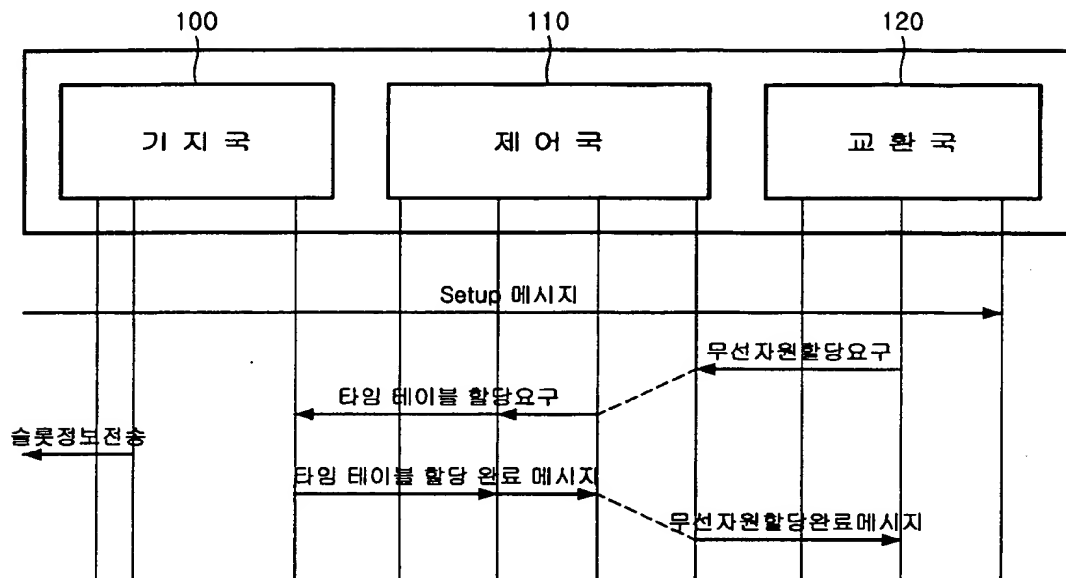 100
110
120
기지국
제어국
교환국
Setup 메시지
무선자원할당요구
타임 테이블 할당요구
슬롯정보전송
타임 테이블 할당 완료 메시지
무선자원할당완료메시지